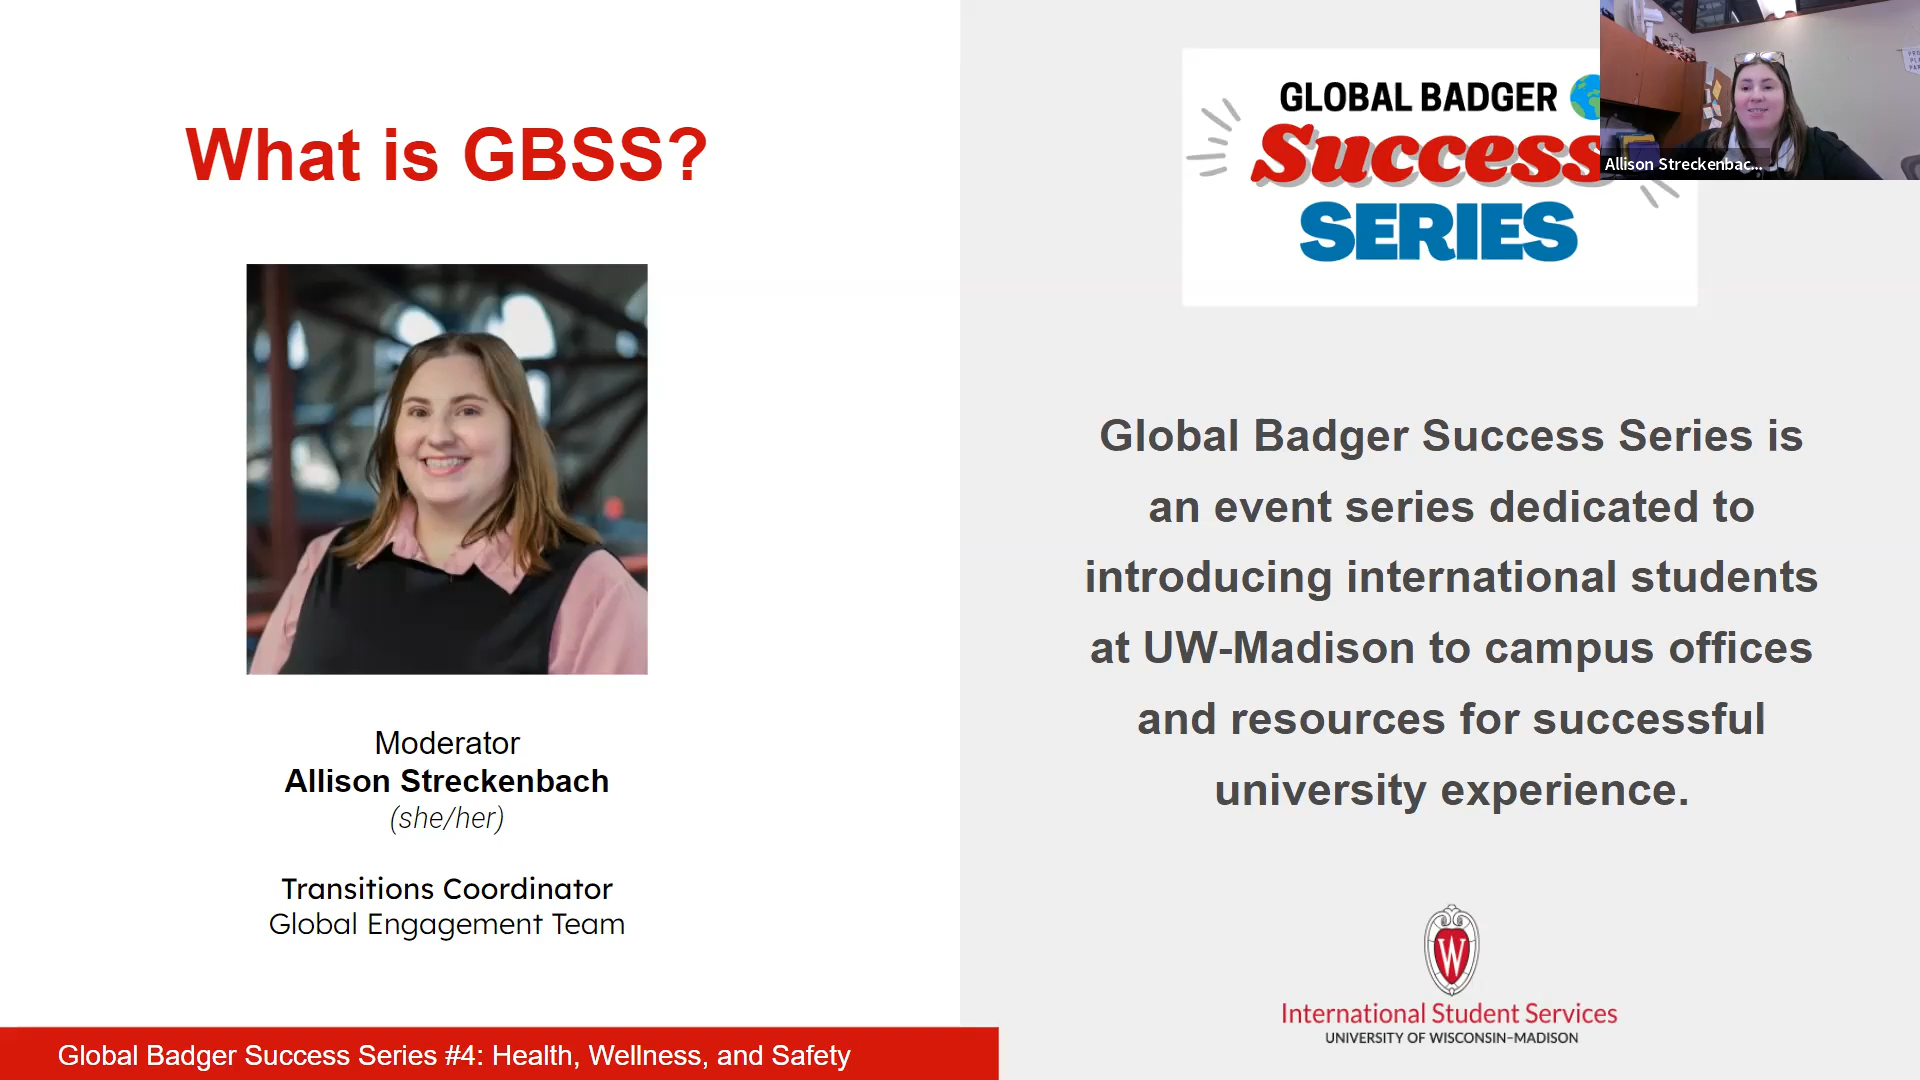 What is GBSS?
Moderator
Allison Streckenbach
(she/her)
Transitions Coordinator
Global Engagement Team
Global Badger Success Series #4: Health, Wellness, and Safety
GLOBAL BADGER
Success
SERIES
Allison Streckenbac...
Global Badger Success Series is
an event series dedicated to
introducing international students
at UW-Madison to campus offices
and resources for successful
university experience.
W
International Student Services
UNIVERSITY OF WISCONSIN–MADISON